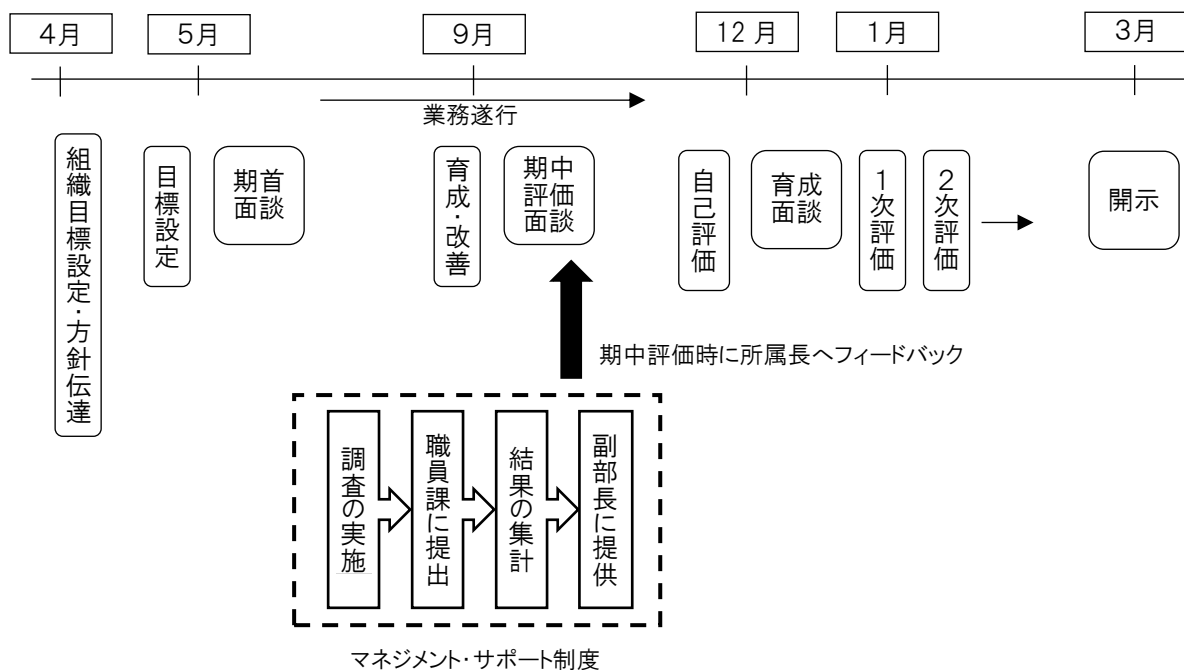 4月
5月
9月
12月
1月
3月
業務遂行
組織目標設定・方針伝達
目標設定
期首
面談
育成・改善
期中
評価
面談
自己評価
育成
面談
1次評価
2次評価
開示
期中評価時に所属長へフィードバック
調査の実施
職員課に提出
結果の集計
副部長に提供
マネジメント・サポート制度